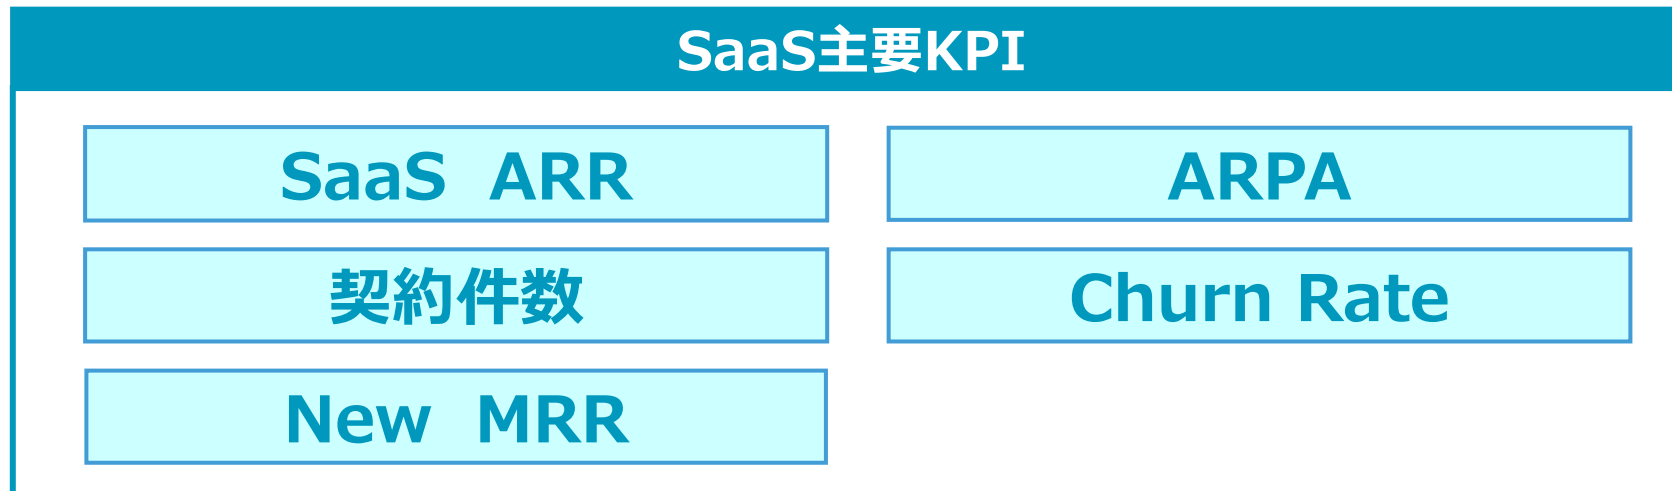 SaaS主要KPI
SaaS ARR
ARPA
契約件数
Churn Rate
New MRR